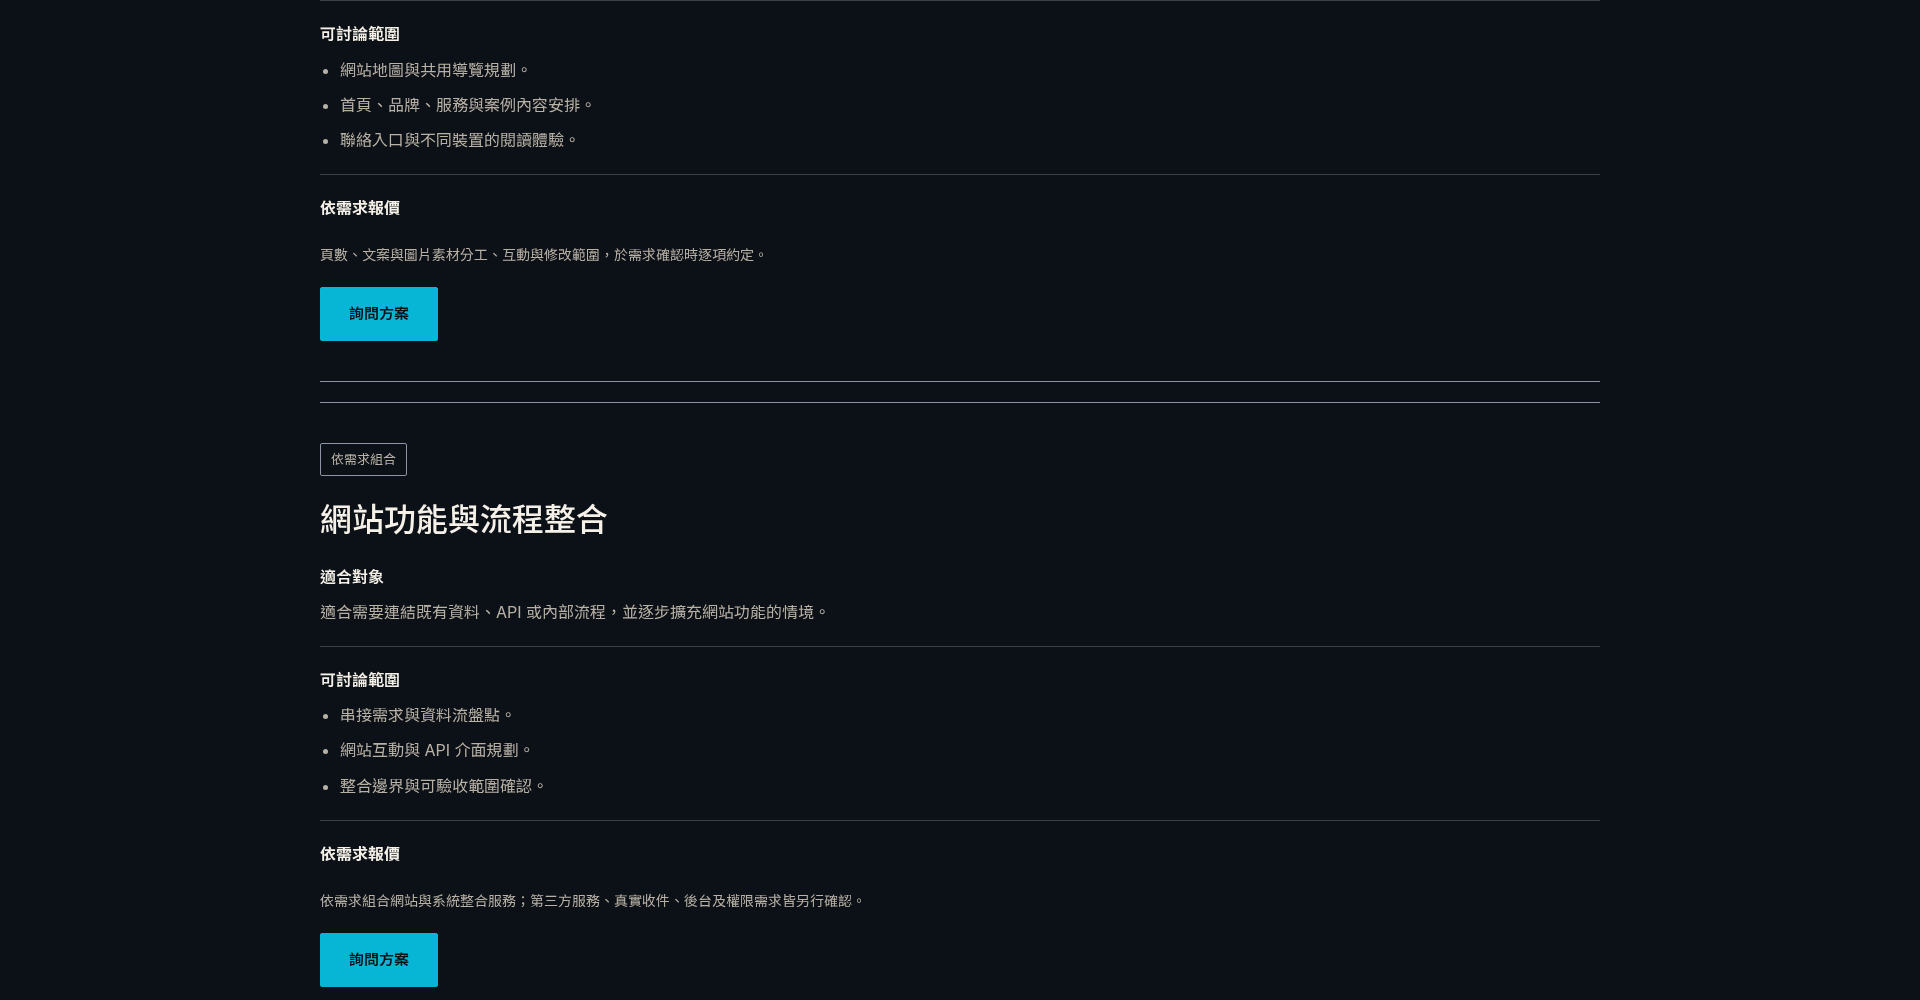 可討論範圍
網站地圖與共用導覽規劃。
首頁、品牌、服務與案例內容安排。
聯絡入口與不同裝置的閱讀體驗。
依需求報價
頁數、文案與圖片素材分工、互動與修改範圍，於需求確認時逐項約定。
詢問方案
依需求組合
網站功能與流程整合
適合對象
適合需要連結既有資料、API 或內部流程，並逐步擴充網站功能的情境。
可討論範圍
串接需求與資料流盤點。
網站互動與 API 介面規劃。
整合邊界與可驗收範圍確認。
依需求報價
依需求組合網站與系統整合服務；第三方服務、真實收件、後台及權限需求皆另行確認。
詢問方案